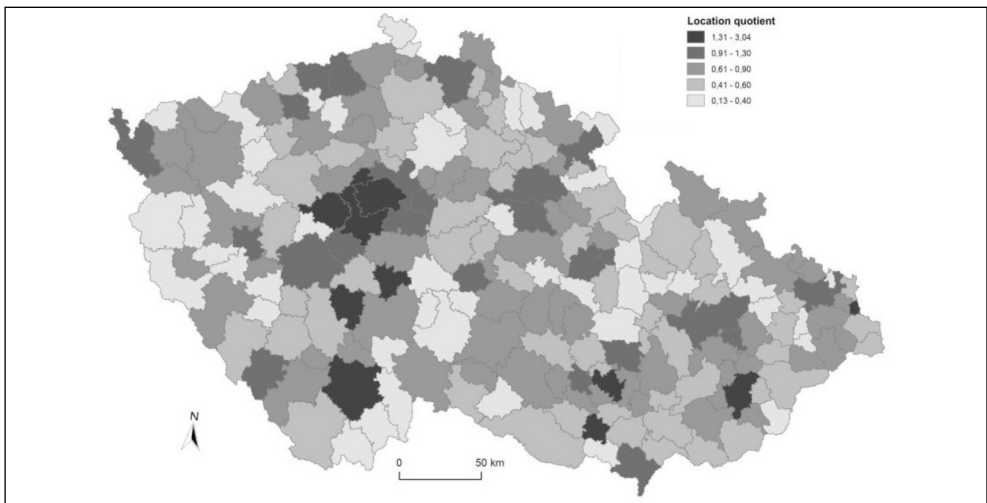 Location quotient
1,31 - 3,04
0,91 - 1,30
0,61 - 0,90
0,41 - 0,60
0,13 - 0,40
N
0 50 km